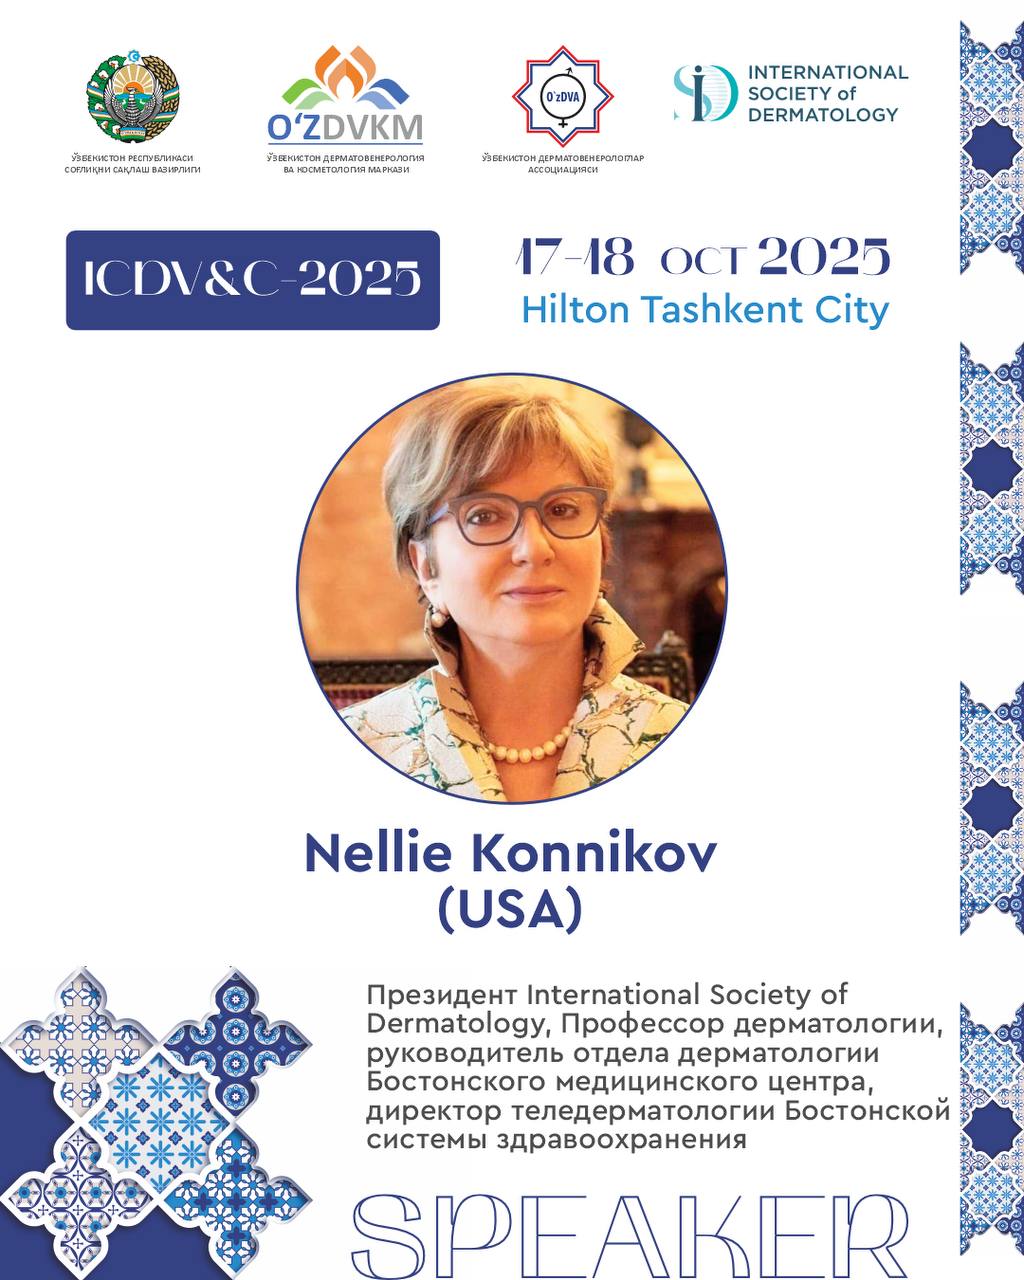 ЎЗБЕКИСТОН РЕСПУБЛИКАСИ
СОҒЛИҚНИ САҚЛАШ ВАЗИРЛИГИ
O‘ZDVKM
ЎЗБЕКИСТОН ДЕРМАТОВЕНЕРОЛОГИЯ
ВА КОСМЕТОЛОГИЯ МАРКАЗИ
O`zDVA
ЎЗБЕКИСТОН ДЕРМАТОВЕНЕРОЛОГЛАР
АССОЦИАЦИЯСИ
SiD
INTERNATIONAL
SOCIETY of
DERMATOLOGY
ICDV&C-2025
17-18 OCT 2025
Hilton Tashkent City
Nellie Konnikov
(USA)
Президент International Society of
Dermatology, Профессор дерматологии,
руководитель отдела дерматологии
Бостонского медицинского центра,
директор теледерматологии Бостонской
системы здравоохранения
SPEAKER